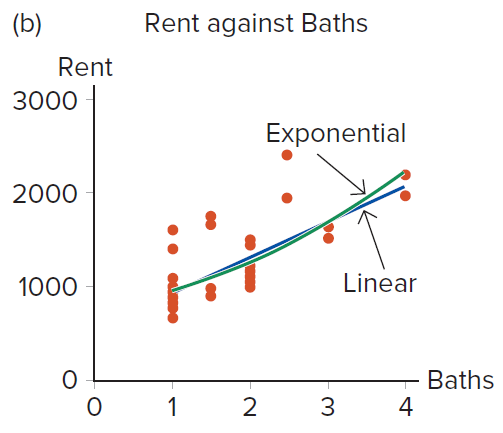 (b) Rent against Baths
Rent
3000
Exponential
2000
1000
Linear
0
Baths
0 1 2 3 4